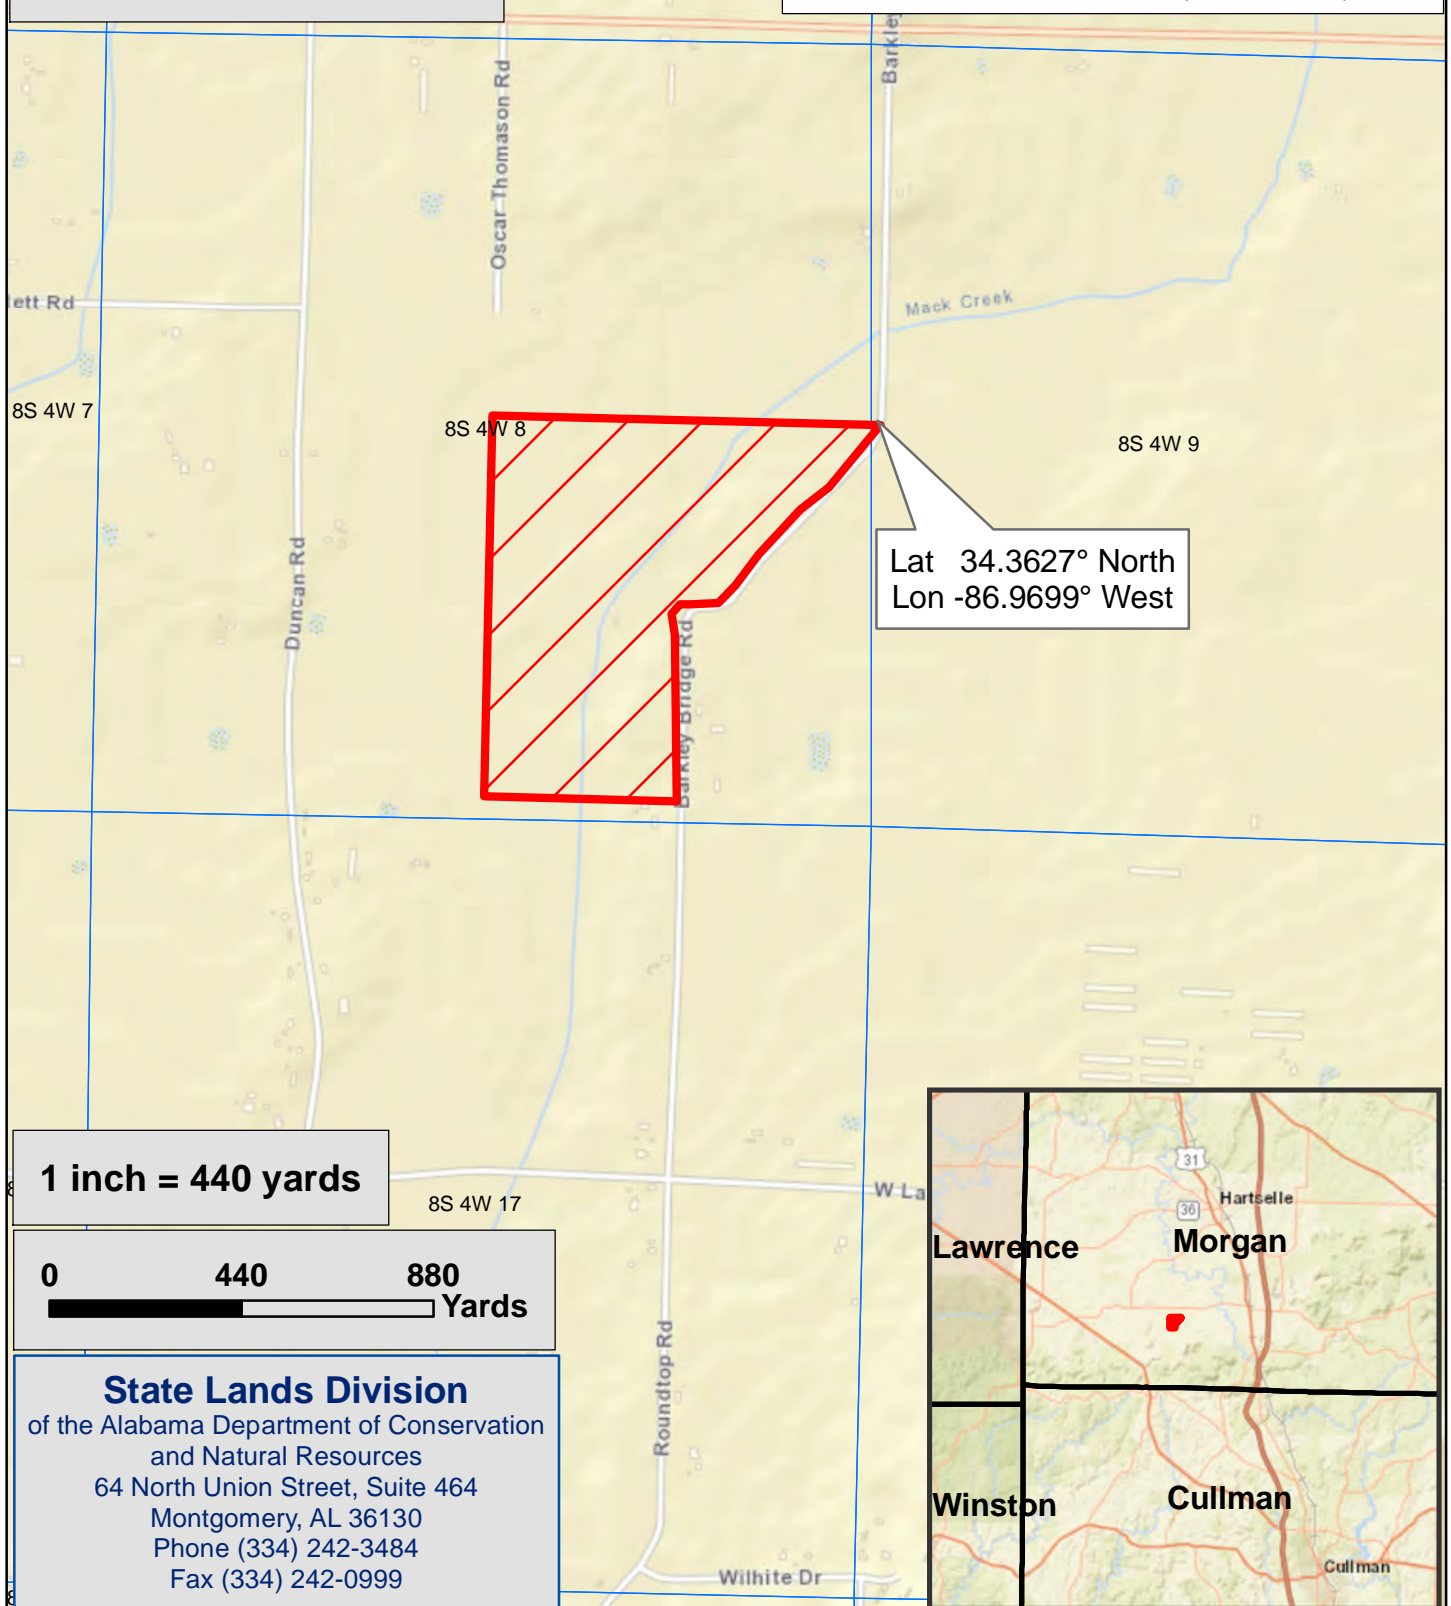 Barkley
Oscar Thomason Rd
lett Rd
Mack Creek
8S 4W 7
8S 4W 8
8S 4W 9
Lat 34.3627° North
Lon -86.9699° West
Duncan Rd
Barkley Bridge Rd
1 inch = 440 yards
8S 4W 17
W La
0 440 880
Yards
Roundtop Rd
State Lands Division
of the Alabama Department of Conservation
and Natural Resources
64 North Union Street, Suite 464
Montgomery, AL 36130
Phone (334) 242-3484
Fax (334) 242-0999
Wilhite Dr
31
Hartselle
36
Lawrence
Morgan
Winston
Cullman
Cullman